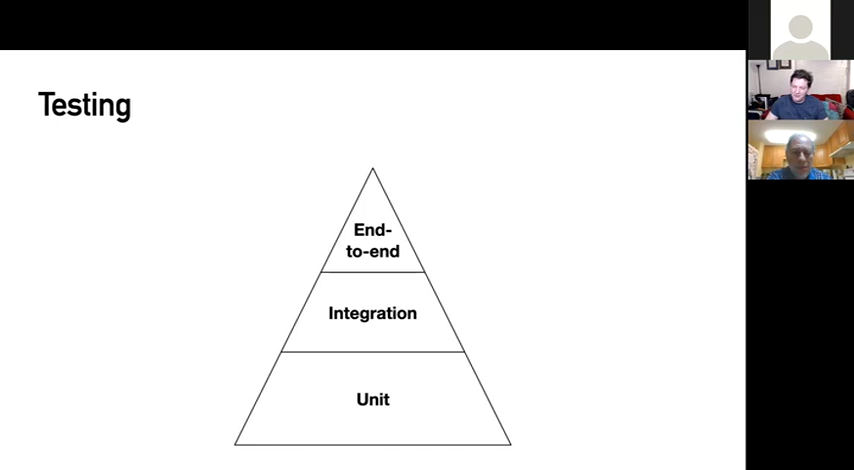 Testing
End-
to-end
Integration
Unit